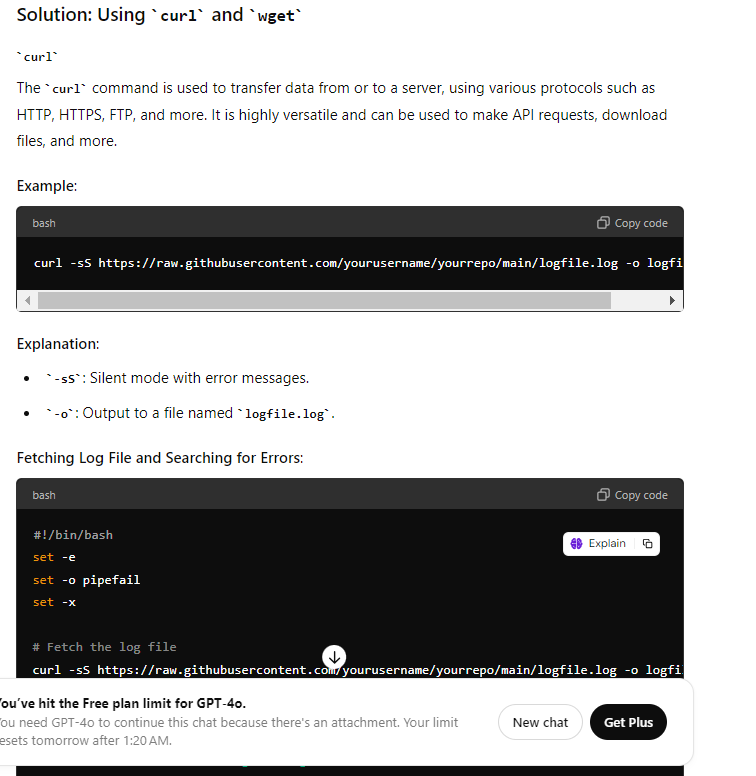 Solution: Using `curl` and `wget`
`curl`
The `curl` command is used to transfer data from or to a server, using various protocols such as
HTTP, HTTPS, FTP, and more. It is highly versatile and can be used to make API requests, download
files, and more.
Example:
bash Copy code
curl -sS https://raw.githubusercontent.com/yourusername/yourrepo/main/logfile.log -o logfi
Explanation:
• `-sS`: Silent mode with error messages.
• `-o`: Output to a file named `logfile.log`.
Fetching Log File and Searching for Errors:
bash Copy code
#!/bin/bash
Explain
set -e
set -o pipefail
set -x
# Fetch the log file
curl -sS https://raw.githubusercontent.com/yourusername/yourrepo/main/logfile.log -o logfil
ou've hit the Free plan limit for GPT-4o.
ou need GPT-4o to continue this chat because there's an attachment. Your limit
esets tomorrow after 1:20 AM.
New chat
Get Plus